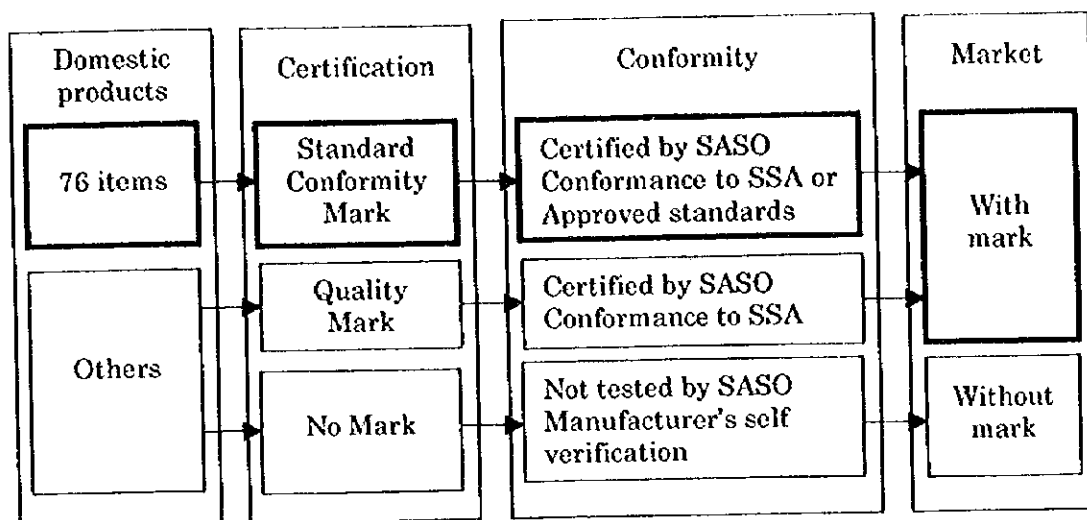 Domestic
products
Certification
Conformity
Market
76 items
Standard
Conformity
Mark
Certified by SASO
Conformance to SSA or
Approved standards
With
mark
Others
Quality
Mark
Certified by SASO
Conformance to SSA
No Mark
Not tested by SASO
Manufacturer's self
verification
Without
mark